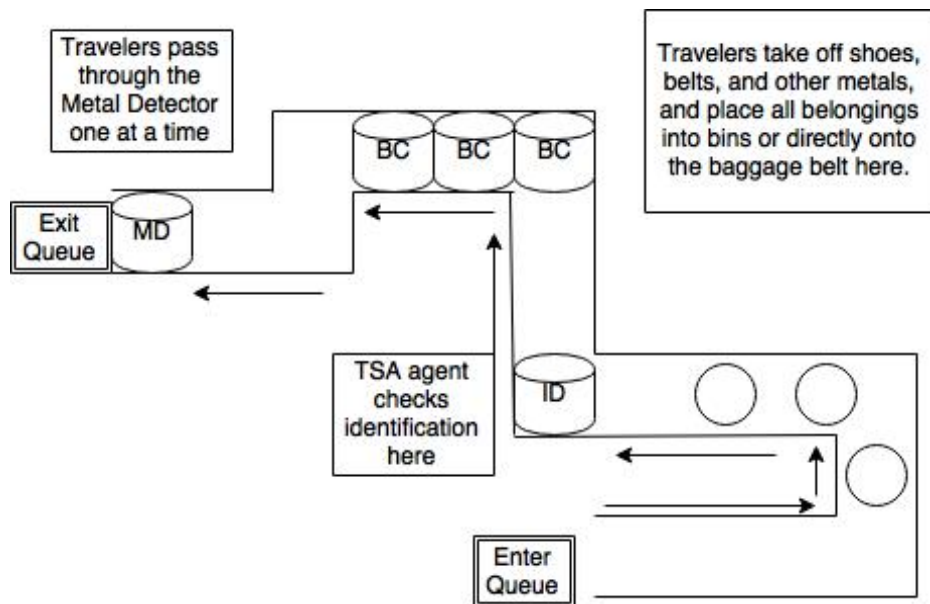 Travelers pass
through the
Metal Detector
one at a time
Travelers take off shoes,
belts, and other metals,
and place all belongings
into bins or directly onto
the baggage belt here.
BC
BC
BC
Exit
Queue
MD
TSA agent
checks
identification
here
ID
Enter
Queue